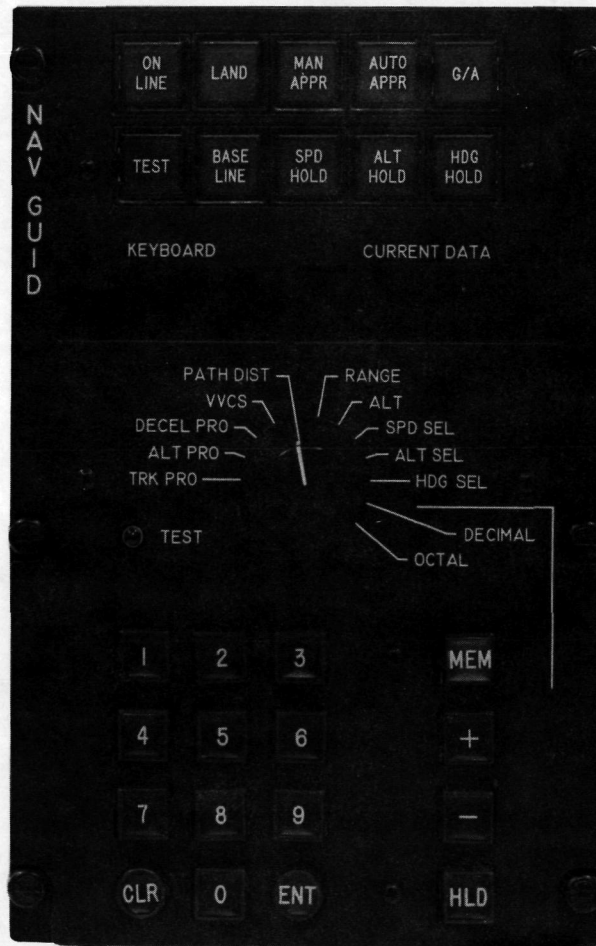 NAV GUID
ON LINE
LAND
MAN APPR
AUTO APPR
G/A
TEST
BASE LINE
SPD HOLD
ALT HOLD
HDG HOLD
KEYBOARD
CURRENT DATA
PATH DIST
RANGE
VVCS
ALT
DECEL PRO
SPD SEL
ALT PRO
ALT SEL
TRK PRO
HDG SEL
TEST
DECIMAL
OCTAL
1 2 3 MEM
4 5 6 +
7 8 9 −
CLR 0 ENT HLD